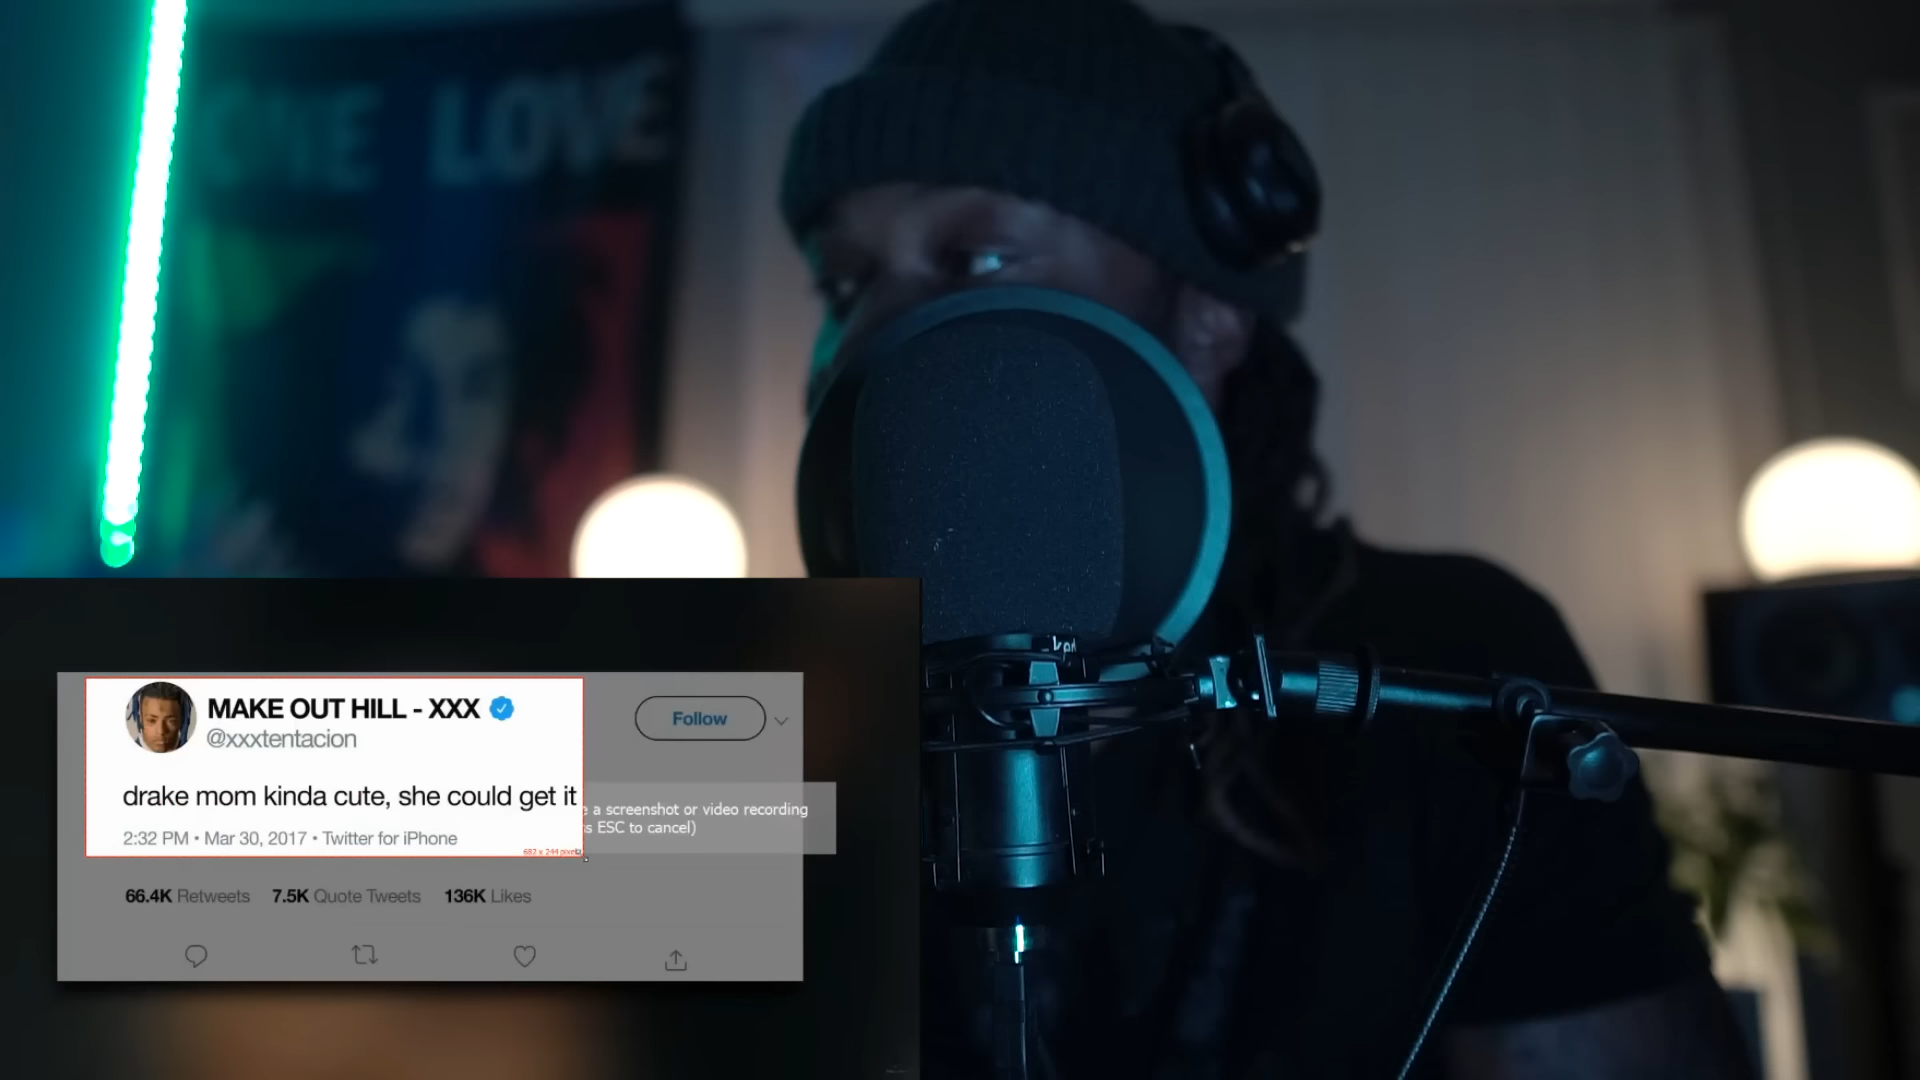 ONE LOVE
MAKE OUT HILL - XXX
@xxxtentacion
Follow
drake mom kinda cute, she could get it
a screenshot or video recording
ESC to cancel)
2:32 PM • Mar 30, 2017 • Twitter for iPhone
66.4K Retweets 7.5K Quote Tweets 136K Likes